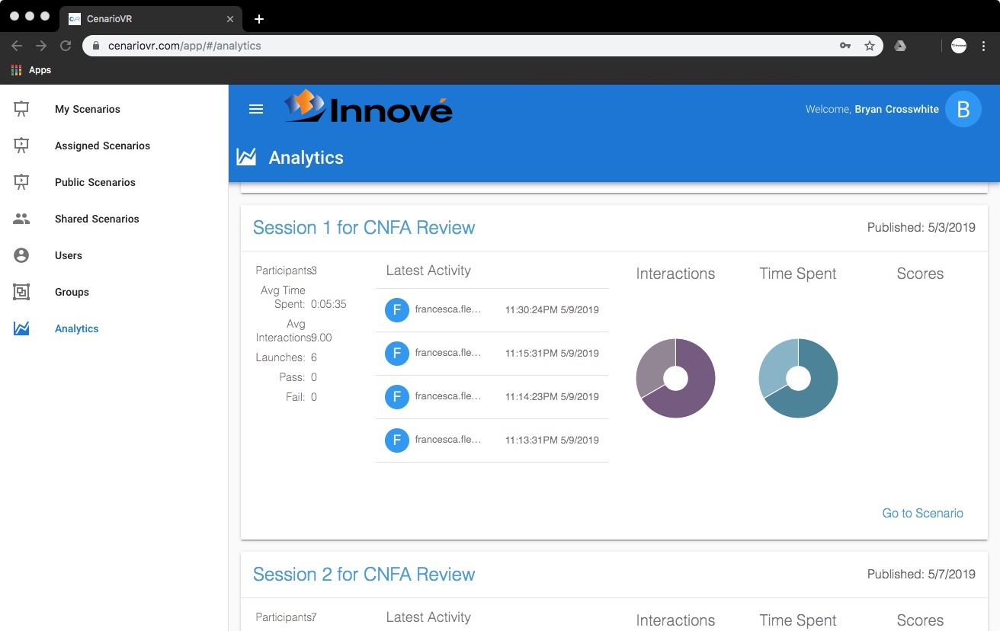 CenarioVR
cenariovr.com/app/#/analytics
Apps
My Scenarios
Assigned Scenarios
Public Scenarios
Shared Scenarios
Users
Groups
Analytics
Innové
Welcome, Bryan Crosswhite
B
Analytics
Session 1 for CNFA Review
Published: 5/3/2019
Participants3
Avg Time
Spent: 0:05:35
Avg
Interactions9.00
Launches: 6
Pass: 0
Fail: 0
Latest Activity
F francesca.fle... 11:30:24PM 5/9/2019
F francesca.fle... 11:15:31PM 5/9/2019
F francesca.fle... 11:14:23PM 5/9/2019
F francesca.fle... 11:13:31PM 5/9/2019
Interactions
Time Spent
Scores
Go to Scenario
Session 2 for CNFA Review
Published: 5/7/2019
Participants7
Latest Activity
Interactions
Time Spent
Scores